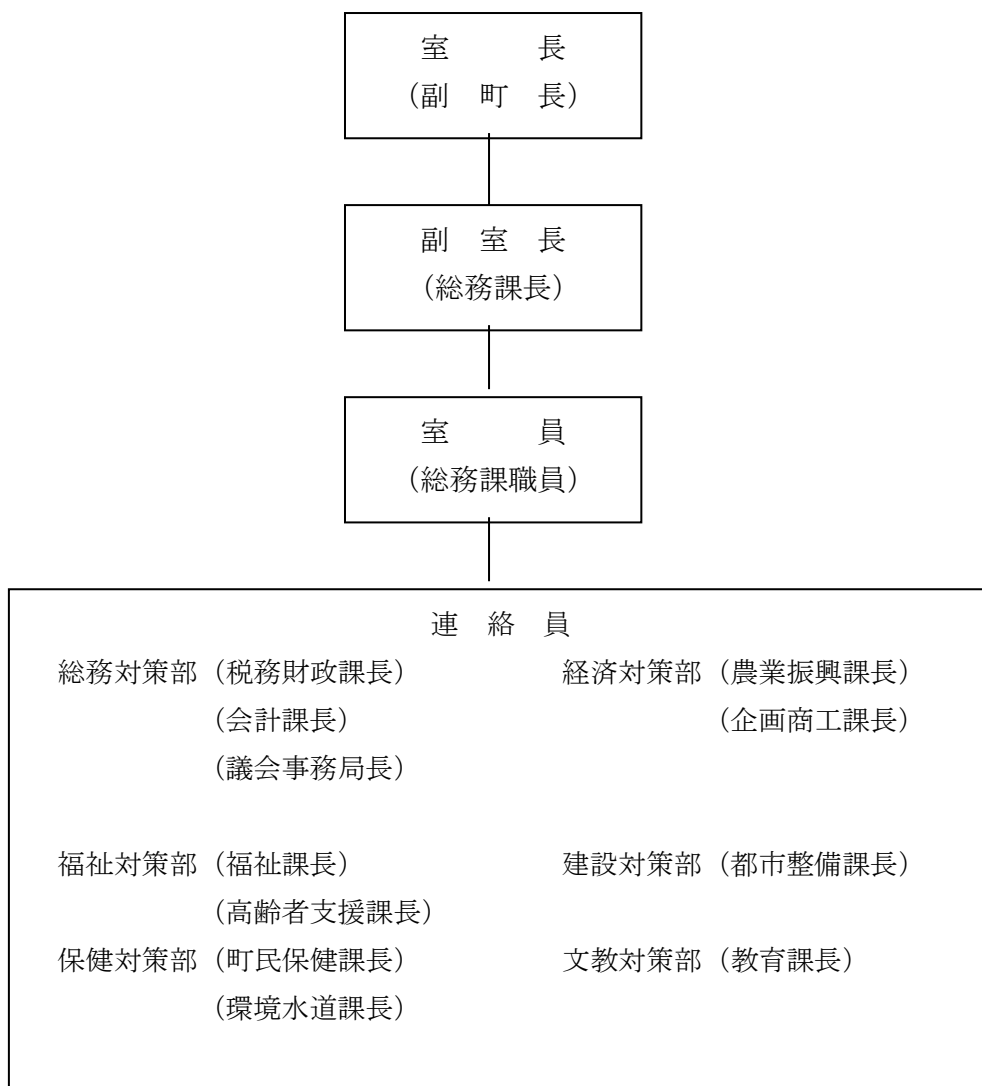 室　　　長
（副　町　長）
副　室　長
（総務課長）
室　　　員
（総務課職員）
連　絡　員
総務対策部（税務財政課長）　経済対策部（農業振興課長）
（会計課長）　（企画商工課長）
（議会事務局長）
福祉対策部（福祉課長）　建設対策部（都市整備課長）
（高齢者支援課長）
保健対策部（町民保健課長）　文教対策部（教育課長）
（環境水道課長）